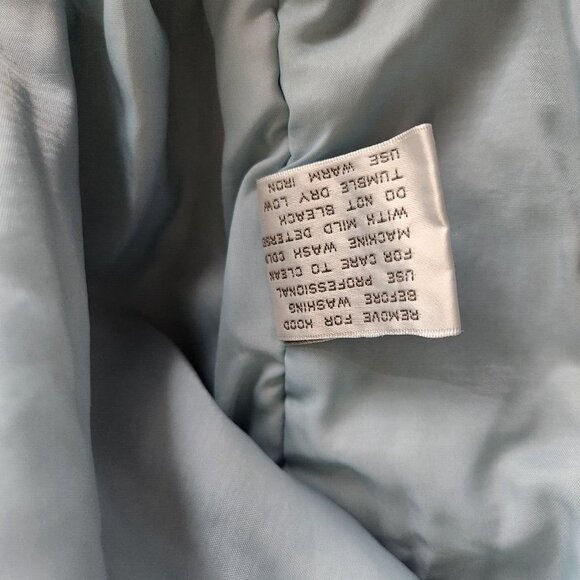 REMOVE FOR HOOD
BEFORE WASHING
USE PROFESSIONAL
FOR CARE TO CLEAN
MACHINE WASH COLD
WITH MILD DETERSO
DO NOT BLEACH
TUMBLE DRY LOW
USE WARM IRON